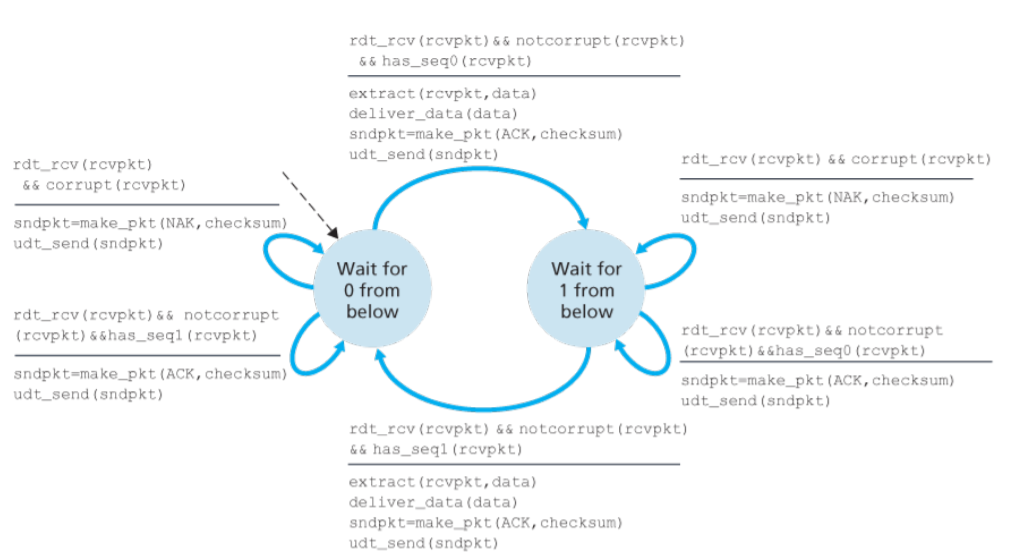 rdt_rcv(rcvpkt)&& notcorrupt(rcvpkt)
&& has_seq0(rcvpkt)
extract(rcvpkt,data)
deliver_data(data)
sndpkt=make_pkt(ACK,checksum)
udt_send(sndpkt)
rdt_rcv(rcvpkt)
&& corrupt(rcvpkt)
sndpkt=make_pkt(NAK,checksum)
udt_send(sndpkt)
rdt_rcv(rcvpkt) && corrupt(rcvpkt)
sndpkt=make_pkt(NAK,checksum)
udt_send(sndpkt)
Wait for
0 from
below
Wait for
1 from
below
rdt_rcv(rcvpkt)&& notcorrupt
(rcvpkt)&&has_seq1(rcvpkt)
sndpkt=make_pkt(ACK,checksum)
udt_send(sndpkt)
rdt_rcv(rcvpkt)&& notcorrupt
(rcvpkt)&&has_seq0(rcvpkt)
sndpkt=make_pkt(ACK,checksum)
udt_send(sndpkt)
rdt_rcv(rcvpkt) && notcorrupt(rcvpkt)
&& has_seq1(rcvpkt)
extract(rcvpkt,data)
deliver_data(data)
sndpkt=make_pkt(ACK,checksum)
udt_send(sndpkt)